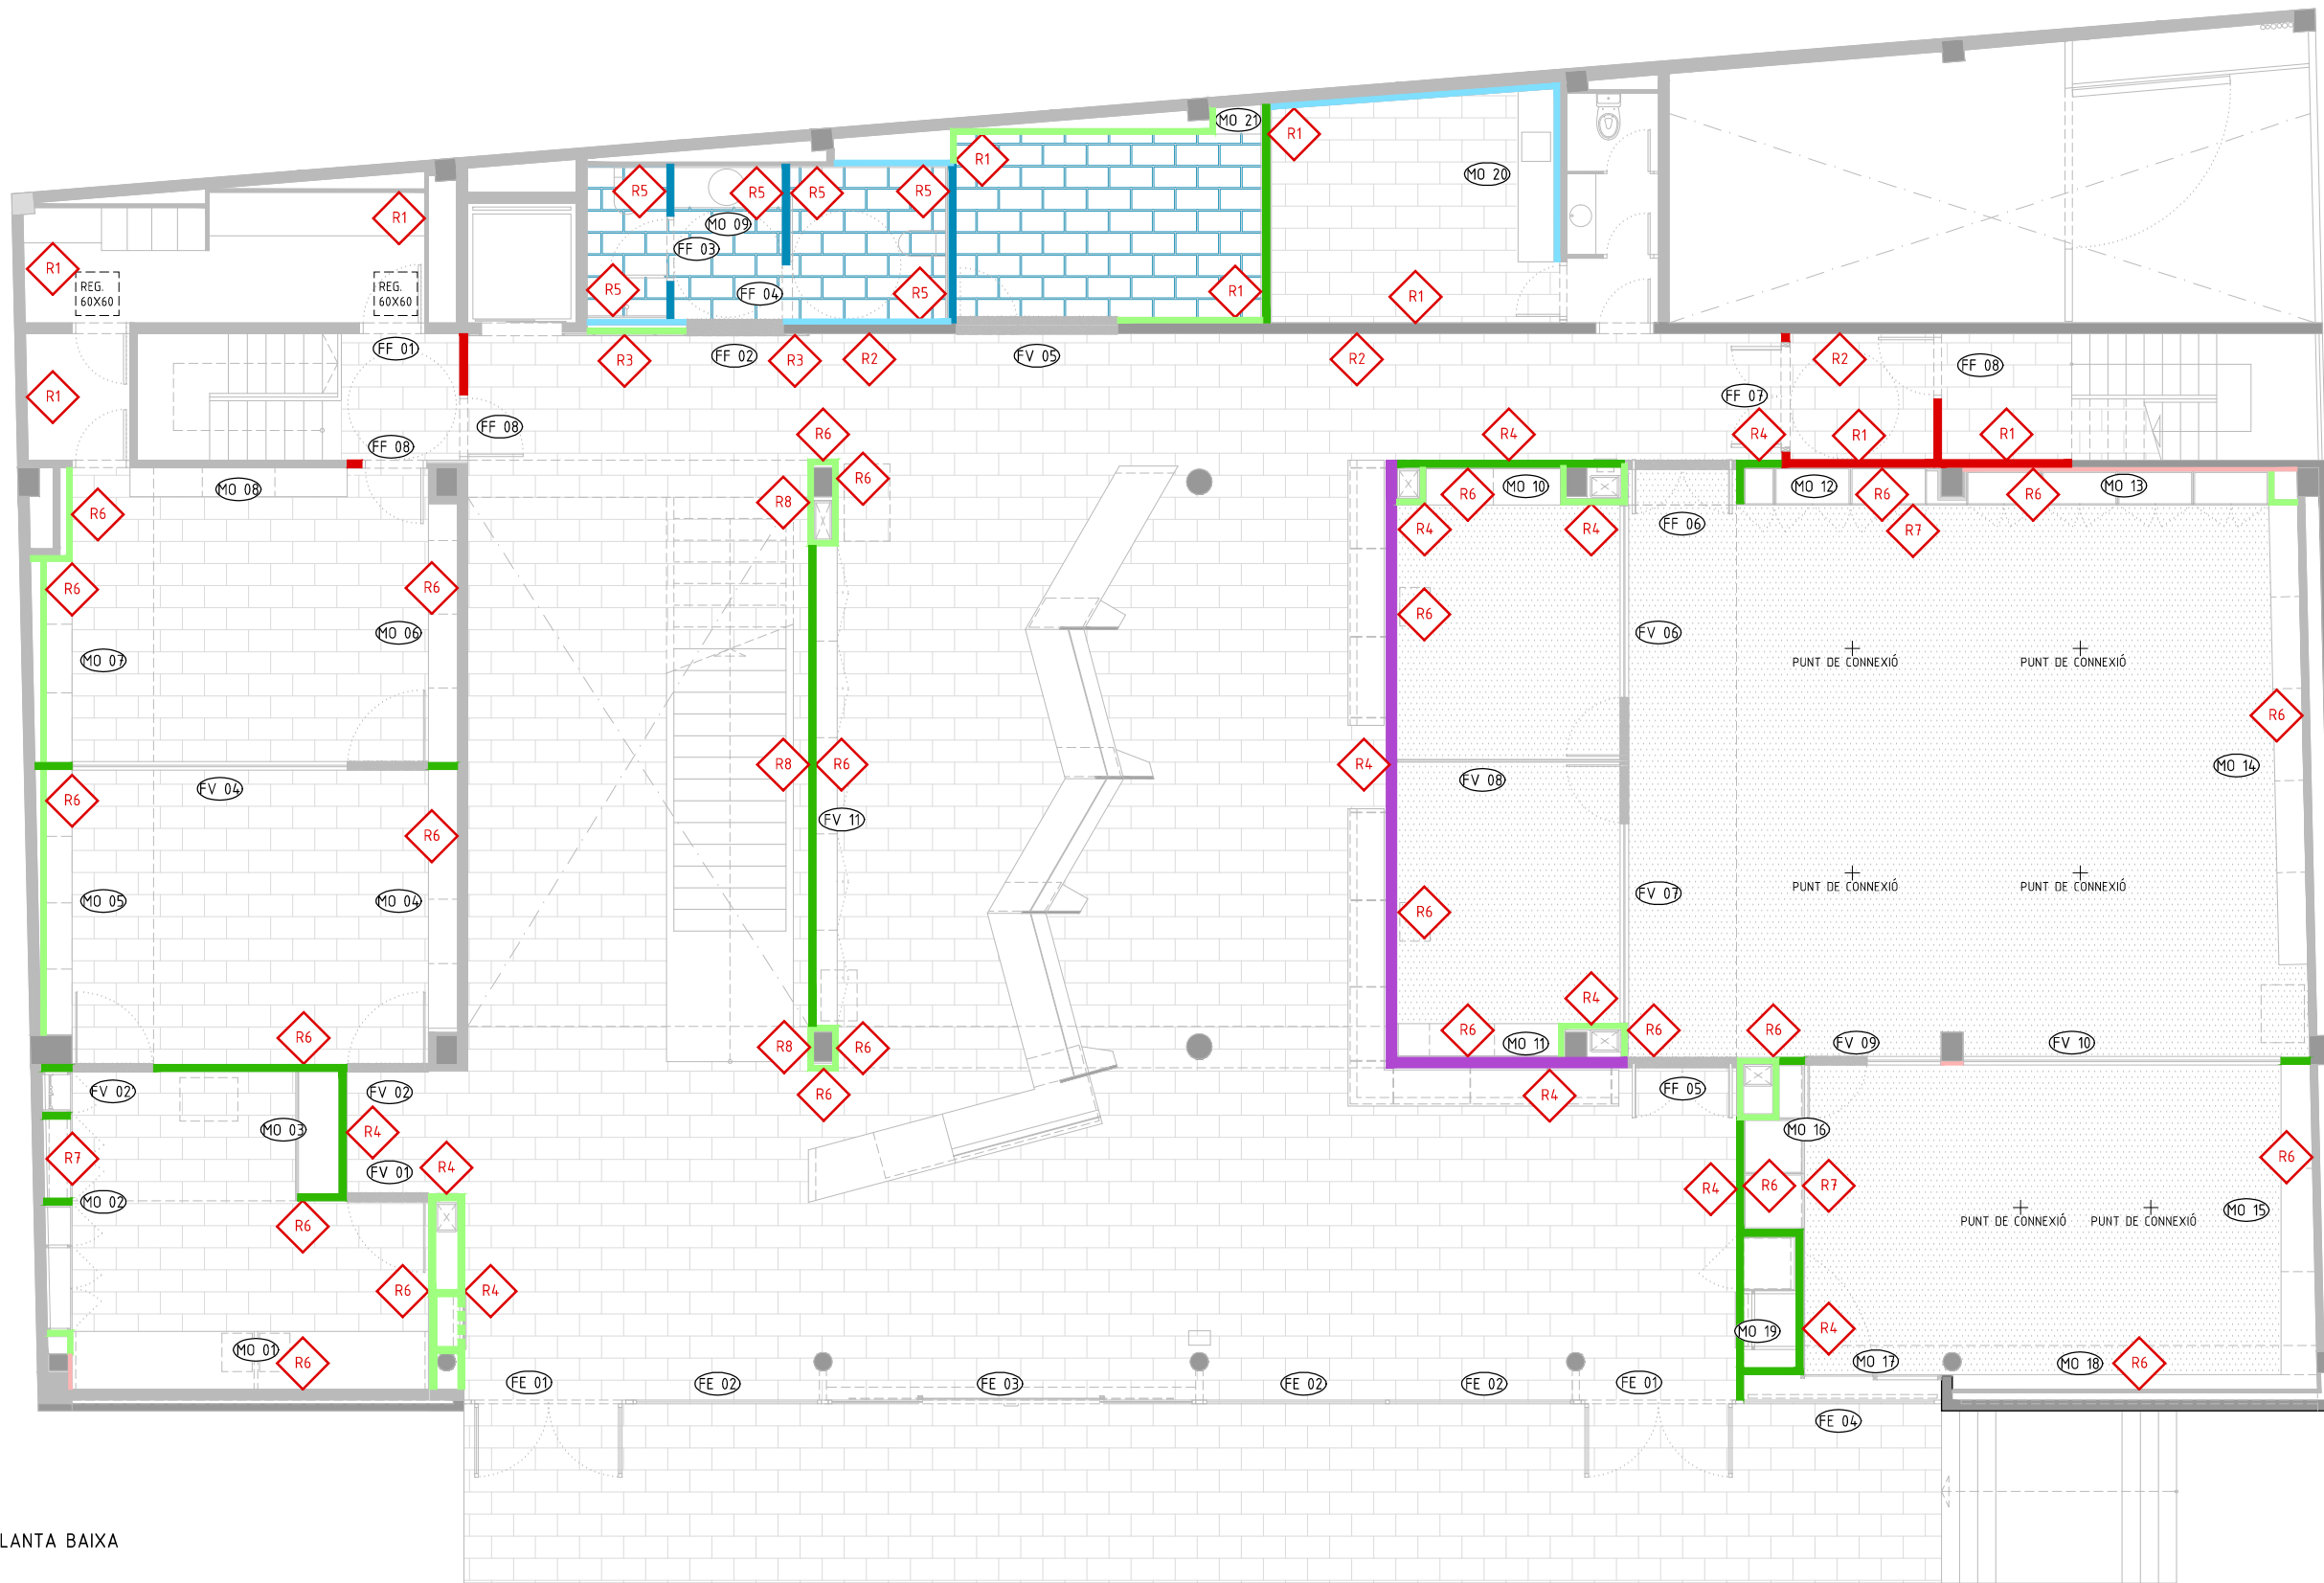 MO 21
R1
R1
MO 20
R5
R5
R5
R5
R1
MO 09
FF 03
R1
REG.
60X60
REG.
60X60
R5
FF 04
R5
R1
R1
FF 01
R3
FF 02
R3
R2
FV 05
R2
R2
FF 08
R1
FF 07
FF 08
FF 08
R6
R4
R4
R1
R1
MO 08
R6
R8
R6
R6
MO 10
MO 12
R6
R6
MO 13
R4
R4
FF 06
R7
R6
R6
R6
MO 07
MO 06
FV 06
PUNT DE CONNEXIÓ
PUNT DE CONNEXIÓ
R6
FV 04
R6
R8
R6
R4
FV 08
MO 14
FV 11
R6
MO 05
MO 04
R6
FV 07
PUNT DE CONNEXIÓ
PUNT DE CONNEXIÓ
R6
R8
R6
R4
R6
MO 11
R6
R6
FV 09
FV 10
FV 02
FV 02
R6
R4
FF 05
MO 03
R4
MO 16
R7
FV 01
R4
R4
R6
R7
R6
MO 02
R6
PUNT DE CONNEXIÓ
PUNT DE CONNEXIÓ
MO 15
R6
R4
MO 19
R4
MO 01
R6
MO 17
MO 18
R6
FE 01
FE 02
FE 03
FE 02
FE 02
FE 01
FE 04
LANTA BAIXA